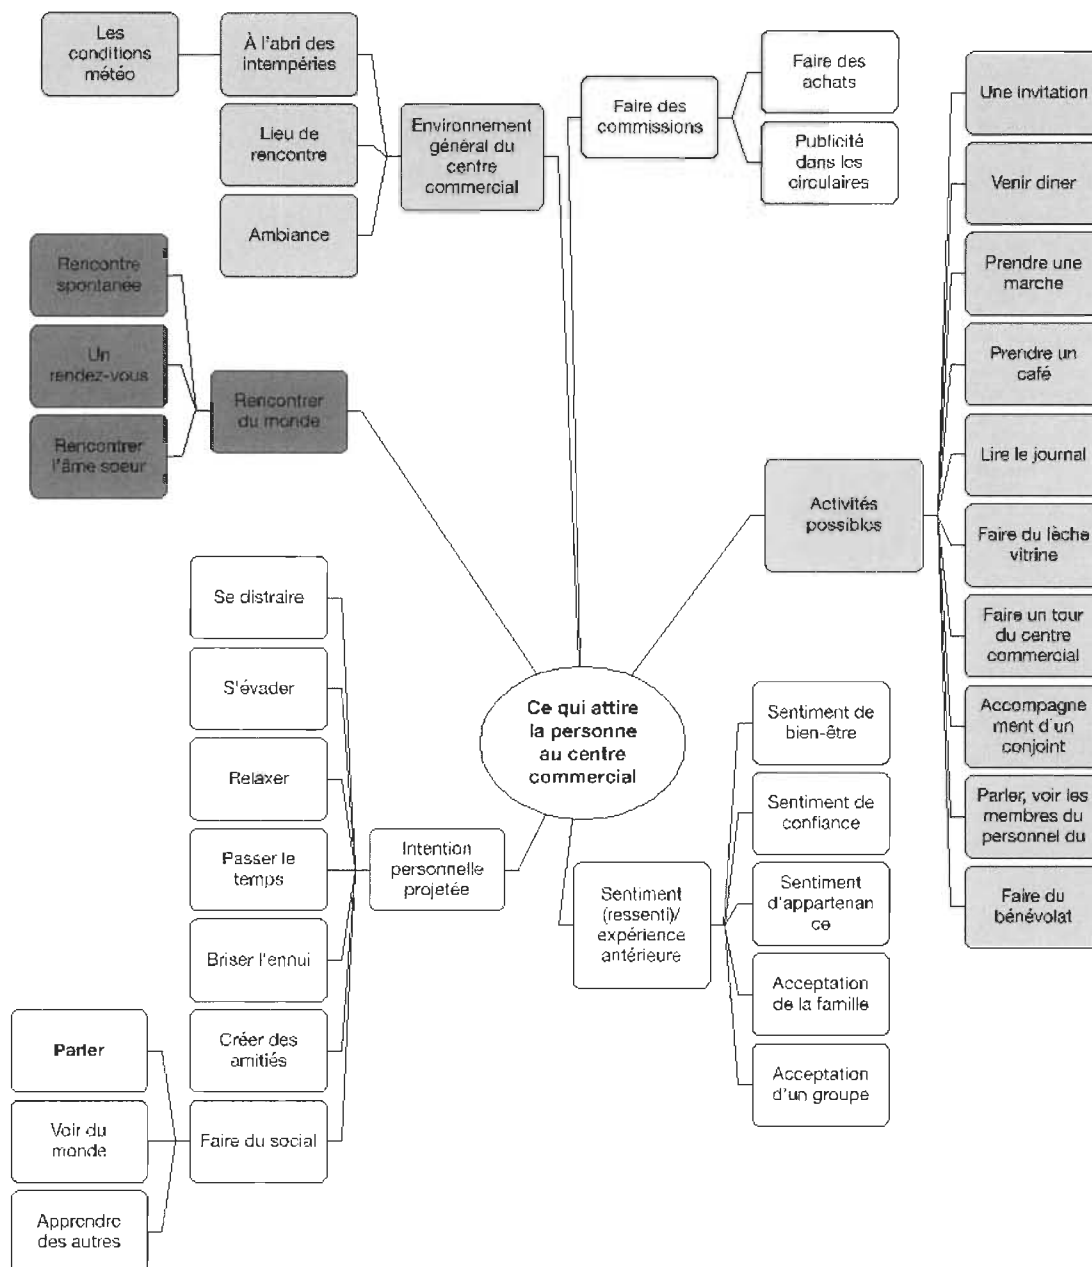 Les
conditions
météo
À l'abri des
intempéries
Lieu de
rencontre
Ambiance
Environnement
général du
centre
commercial
Faire des
commissions
Faire des
achats
Publicité
dans les
circulaires
Rencontre
spontanée
Un
rendez-vous
Rencontrer
l'âme soeur
Rencontrer
du monde
Activités
possibles
Une invitation
Venir diner
Prendre une
marche
Prendre un
café
Lire le journal
Faire du lèche
vitrine
Faire un tour
du centre
commercial
Accompagne
ment d'un
conjoint
Parler, voir les
membres du
personnel du
Faire du
bénévolat
Ce qui attire
la personne
au centre
commercial
Se distraire
S'évader
Relaxer
Passer le
temps
Briser l'ennui
Créer des
amitiés
Faire du social
Intention
personnelle
projetée
Parler
Voir du
monde
Apprendre
des autres
Sentiment
(ressenti)/
expérience
antérieure
Sentiment de
bien-être
Sentiment de
confiance
Sentiment
d'appartenan
ce
Acceptation
de la famille
Acceptation
d'un groupe